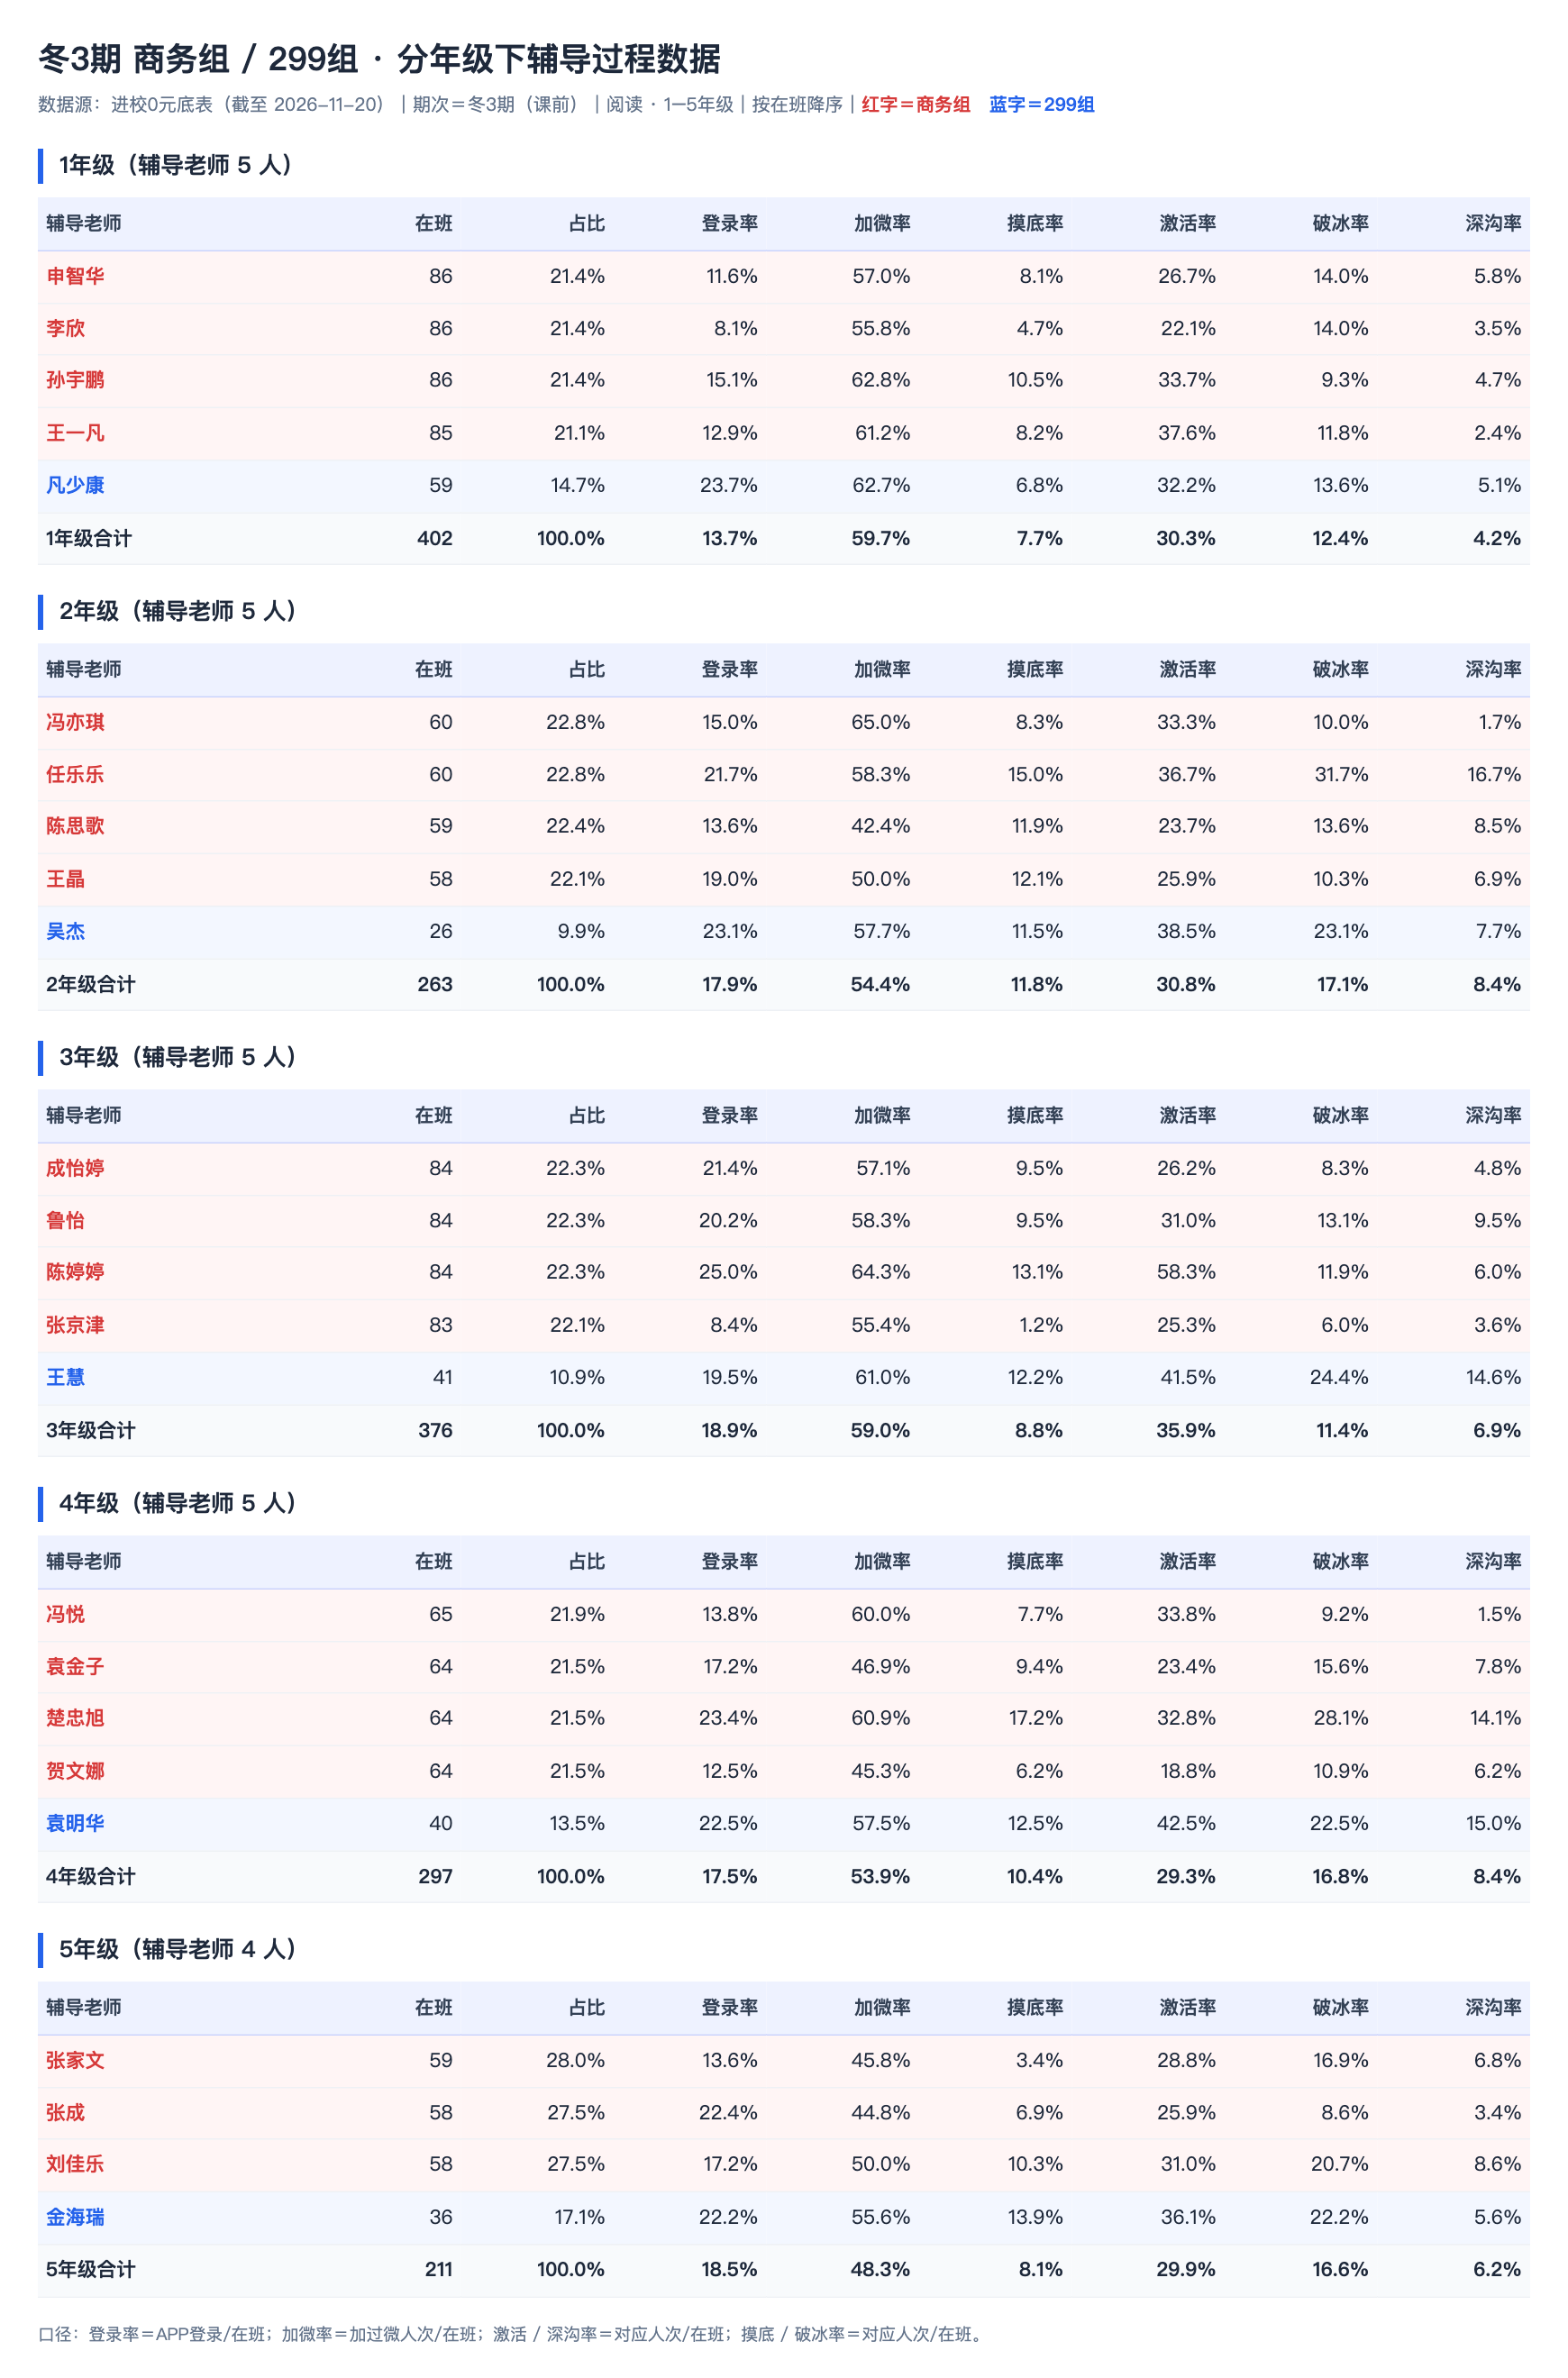 冬3期 商务组 / 299组 · 分年级下辅导过程数据
数据源：进校0元底表（截至 2026-11-20）｜期次＝冬3期（课前）｜阅读 · 1—5年级｜按在班降序｜红字＝商务组 蓝字＝299组
1年级（辅导老师 5 人）
辅导老师 在班 占比 登录率 加微率 摸底率 激活率 破冰率 深沟率
申智华 86 21.4% 11.6% 57.0% 8.1% 26.7% 14.0% 5.8%
李欣 86 21.4% 8.1% 55.8% 4.7% 22.1% 14.0% 3.5%
孙宇鹏 86 21.4% 15.1% 62.8% 10.5% 33.7% 9.3% 4.7%
王一凡 85 21.1% 12.9% 61.2% 8.2% 37.6% 11.8% 2.4%
凡少康 59 14.7% 23.7% 62.7% 6.8% 32.2% 13.6% 5.1%
1年级合计 402 100.0% 13.7% 59.7% 7.7% 30.3% 12.4% 4.2%
2年级（辅导老师 5 人）
辅导老师 在班 占比 登录率 加微率 摸底率 激活率 破冰率 深沟率
冯亦琪 60 22.8% 15.0% 65.0% 8.3% 33.3% 10.0% 1.7%
任乐乐 60 22.8% 21.7% 58.3% 15.0% 36.7% 31.7% 16.7%
陈思歌 59 22.4% 13.6% 42.4% 11.9% 23.7% 13.6% 8.5%
王晶 58 22.1% 19.0% 50.0% 12.1% 25.9% 10.3% 6.9%
吴杰 26 9.9% 23.1% 57.7% 11.5% 38.5% 23.1% 7.7%
2年级合计 263 100.0% 17.9% 54.4% 11.8% 30.8% 17.1% 8.4%
3年级（辅导老师 5 人）
辅导老师 在班 占比 登录率 加微率 摸底率 激活率 破冰率 深沟率
成怡婷 84 22.3% 21.4% 57.1% 9.5% 26.2% 8.3% 4.8%
鲁怡 84 22.3% 20.2% 58.3% 9.5% 31.0% 13.1% 9.5%
陈婷婷 84 22.3% 25.0% 64.3% 13.1% 58.3% 11.9% 6.0%
张京津 83 22.1% 8.4% 55.4% 1.2% 25.3% 6.0% 3.6%
王慧 41 10.9% 19.5% 61.0% 12.2% 41.5% 24.4% 14.6%
3年级合计 376 100.0% 18.9% 59.0% 8.8% 35.9% 11.4% 6.9%
4年级（辅导老师 5 人）
辅导老师 在班 占比 登录率 加微率 摸底率 激活率 破冰率 深沟率
冯悦 65 21.9% 13.8% 60.0% 7.7% 33.8% 9.2% 1.5%
袁金子 64 21.5% 17.2% 46.9% 9.4% 23.4% 15.6% 7.8%
楚忠旭 64 21.5% 23.4% 60.9% 17.2% 32.8% 28.1% 14.1%
贺文娜 64 21.5% 12.5% 45.3% 6.2% 18.8% 10.9% 6.2%
袁明华 40 13.5% 22.5% 57.5% 12.5% 42.5% 22.5% 15.0%
4年级合计 297 100.0% 17.5% 53.9% 10.4% 29.3% 16.8% 8.4%
5年级（辅导老师 4 人）
辅导老师 在班 占比 登录率 加微率 摸底率 激活率 破冰率 深沟率
张家文 59 28.0% 13.6% 45.8% 3.4% 28.8% 16.9% 6.8%
张成 58 27.5% 22.4% 44.8% 6.9% 25.9% 8.6% 3.4%
刘佳乐 58 27.5% 17.2% 50.0% 10.3% 31.0% 20.7% 8.6%
金海瑞 36 17.1% 22.2% 55.6% 13.9% 36.1% 22.2% 5.6%
5年级合计 211 100.0% 18.5% 48.3% 8.1% 29.9% 16.6% 6.2%
口径：登录率＝APP登录/在班；加微率＝加过微人次/在班；激活 / 深沟率＝对应人次/在班；摸底 / 破冰率＝对应人次/在班。